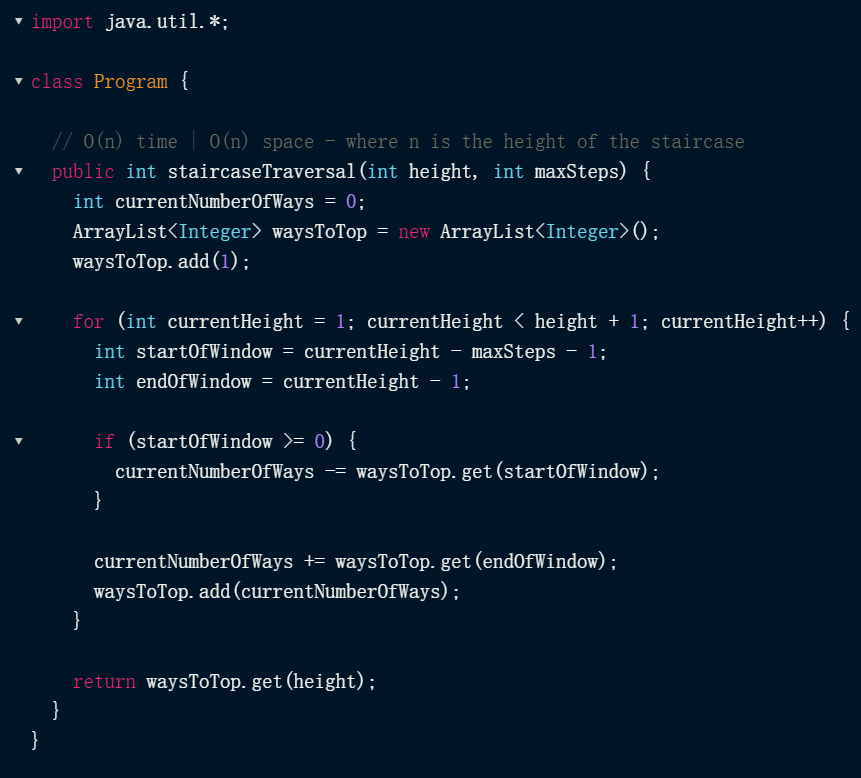 import java.util.*;
class Program {
// O(n) time | O(n) space - where n is the height of the staircase
public int staircaseTraversal(int height, int maxSteps) {
int currentNumberOfWays = 0;
ArrayList<Integer> waysToTop = new ArrayList<Integer>();
waysToTop.add(1);
for (int currentHeight = 1; currentHeight < height + 1; currentHeight++) {
int startOfWindow = currentHeight - maxSteps - 1;
int endOfWindow = currentHeight - 1;
if (startOfWindow >= 0) {
currentNumberOfWays -= waysToTop.get(startOfWindow);
}
currentNumberOfWays += waysToTop.get(endOfWindow);
waysToTop.add(currentNumberOfWays);
}
return waysToTop.get(height);
}
}